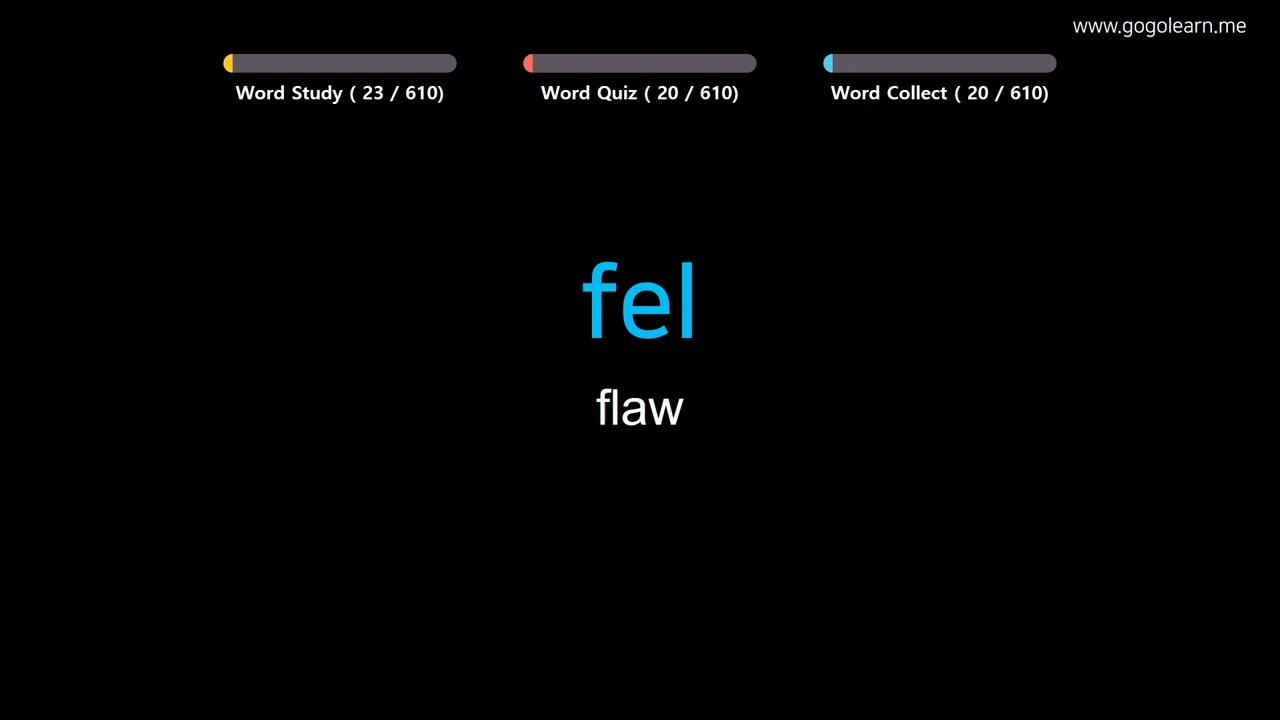 www.gogolearn.me
Word Study ( 23 / 610)
Word Quiz ( 20 / 610)
Word Collect ( 20 / 610)
fel
flaw